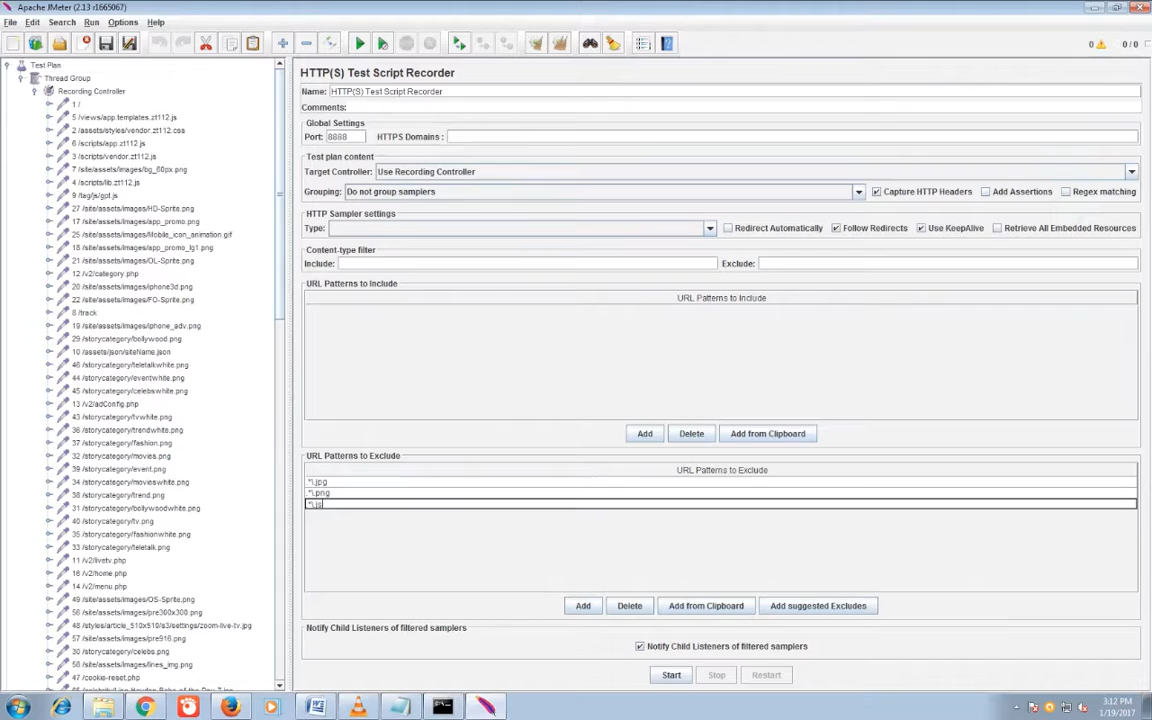 Apache JMeter (2.13 r1665067)
File Edit Search Run Options Help
0 0/0
Test Plan
Thread Group
Recording Controller
1 /
5 /views/app.templates.zt112.js
2 /assets/styles/vendor.zt112.css
6 /scripts/app.zt112.js
3 /scripts/vendor.zt112.js
7 /site/assets/images/bg_60px.png
4 /scripts/lib.zt112.js
9 /tag/js/gpt.js
27 /site/assets/images/HD-Sprite.png
17 /site/assets/images/app_promo.png
25 /site/assets/images/Mobile_icon_animation.gif
18 /site/assets/images/app_promo_lg1.png
21 /site/assets/images/OL-Sprite.png
12 /v2/category.php
20 /site/assets/images/iphone3d.png
22 /site/assets/images/FO-Sprite.png
8 /track
19 /site/assets/images/iphone_adv.png
29 /storycategory/bollywood.png
10 /assets/json/siteName.json
46 /storycategory/teletalkwhite.png
44 /storycategory/eventwhite.png
45 /storycategory/celebswhite.png
13 /v2/adConfig.php
43 /storycategory/tvwhite.png
36 /storycategory/trendwhite.png
37 /storycategory/fashion.png
32 /storycategory/movies.png
39 /storycategory/event.png
34 /storycategory/movieswhite.png
38 /storycategory/trend.png
31 /storycategory/bollywoodwhite.png
40 /storycategory/tv.png
35 /storycategory/fashionwhite.png
33 /storycategory/teletalk.png
11 /v2/livetv.php
16 /v2/home.php
14 /v2/menu.php
49 /site/assets/images/OS-Sprite.png
56 /site/assets/images/pre300x300.png
48 /styles/article_510x510/s3/settings/zoom-live-tv.jpg
57 /site/assets/images/pre916.png
30 /storycategory/celebs.png
58 /site/assets/images/lines_img.png
47 /cookie-reset.php
HTTP(S) Test Script Recorder
Name: HTTP(S) Test Script Recorder
Comments:
Global Settings
Port: 8888 HTTPS Domains :
Test plan content
Target Controller: Use Recording Controller
Grouping: Do not group samplers Capture HTTP Headers Add Assertions Regex matching
HTTP Sampler settings
Type: Redirect Automatically Follow Redirects Use KeepAlive Retrieve All Embedded Resources
Content-type filter
Include: Exclude:
URL Patterns to Include
URL Patterns to Include
Add Delete Add from Clipboard
URL Patterns to Exclude
URL Patterns to Exclude
.*\.jpg
.*\.png
.*\.js
Add Delete Add from Clipboard Add suggested Excludes
Notify Child Listeners of filtered samplers
Notify Child Listeners of filtered samplers
Start Stop Restart
3:12 PM
1/19/2017